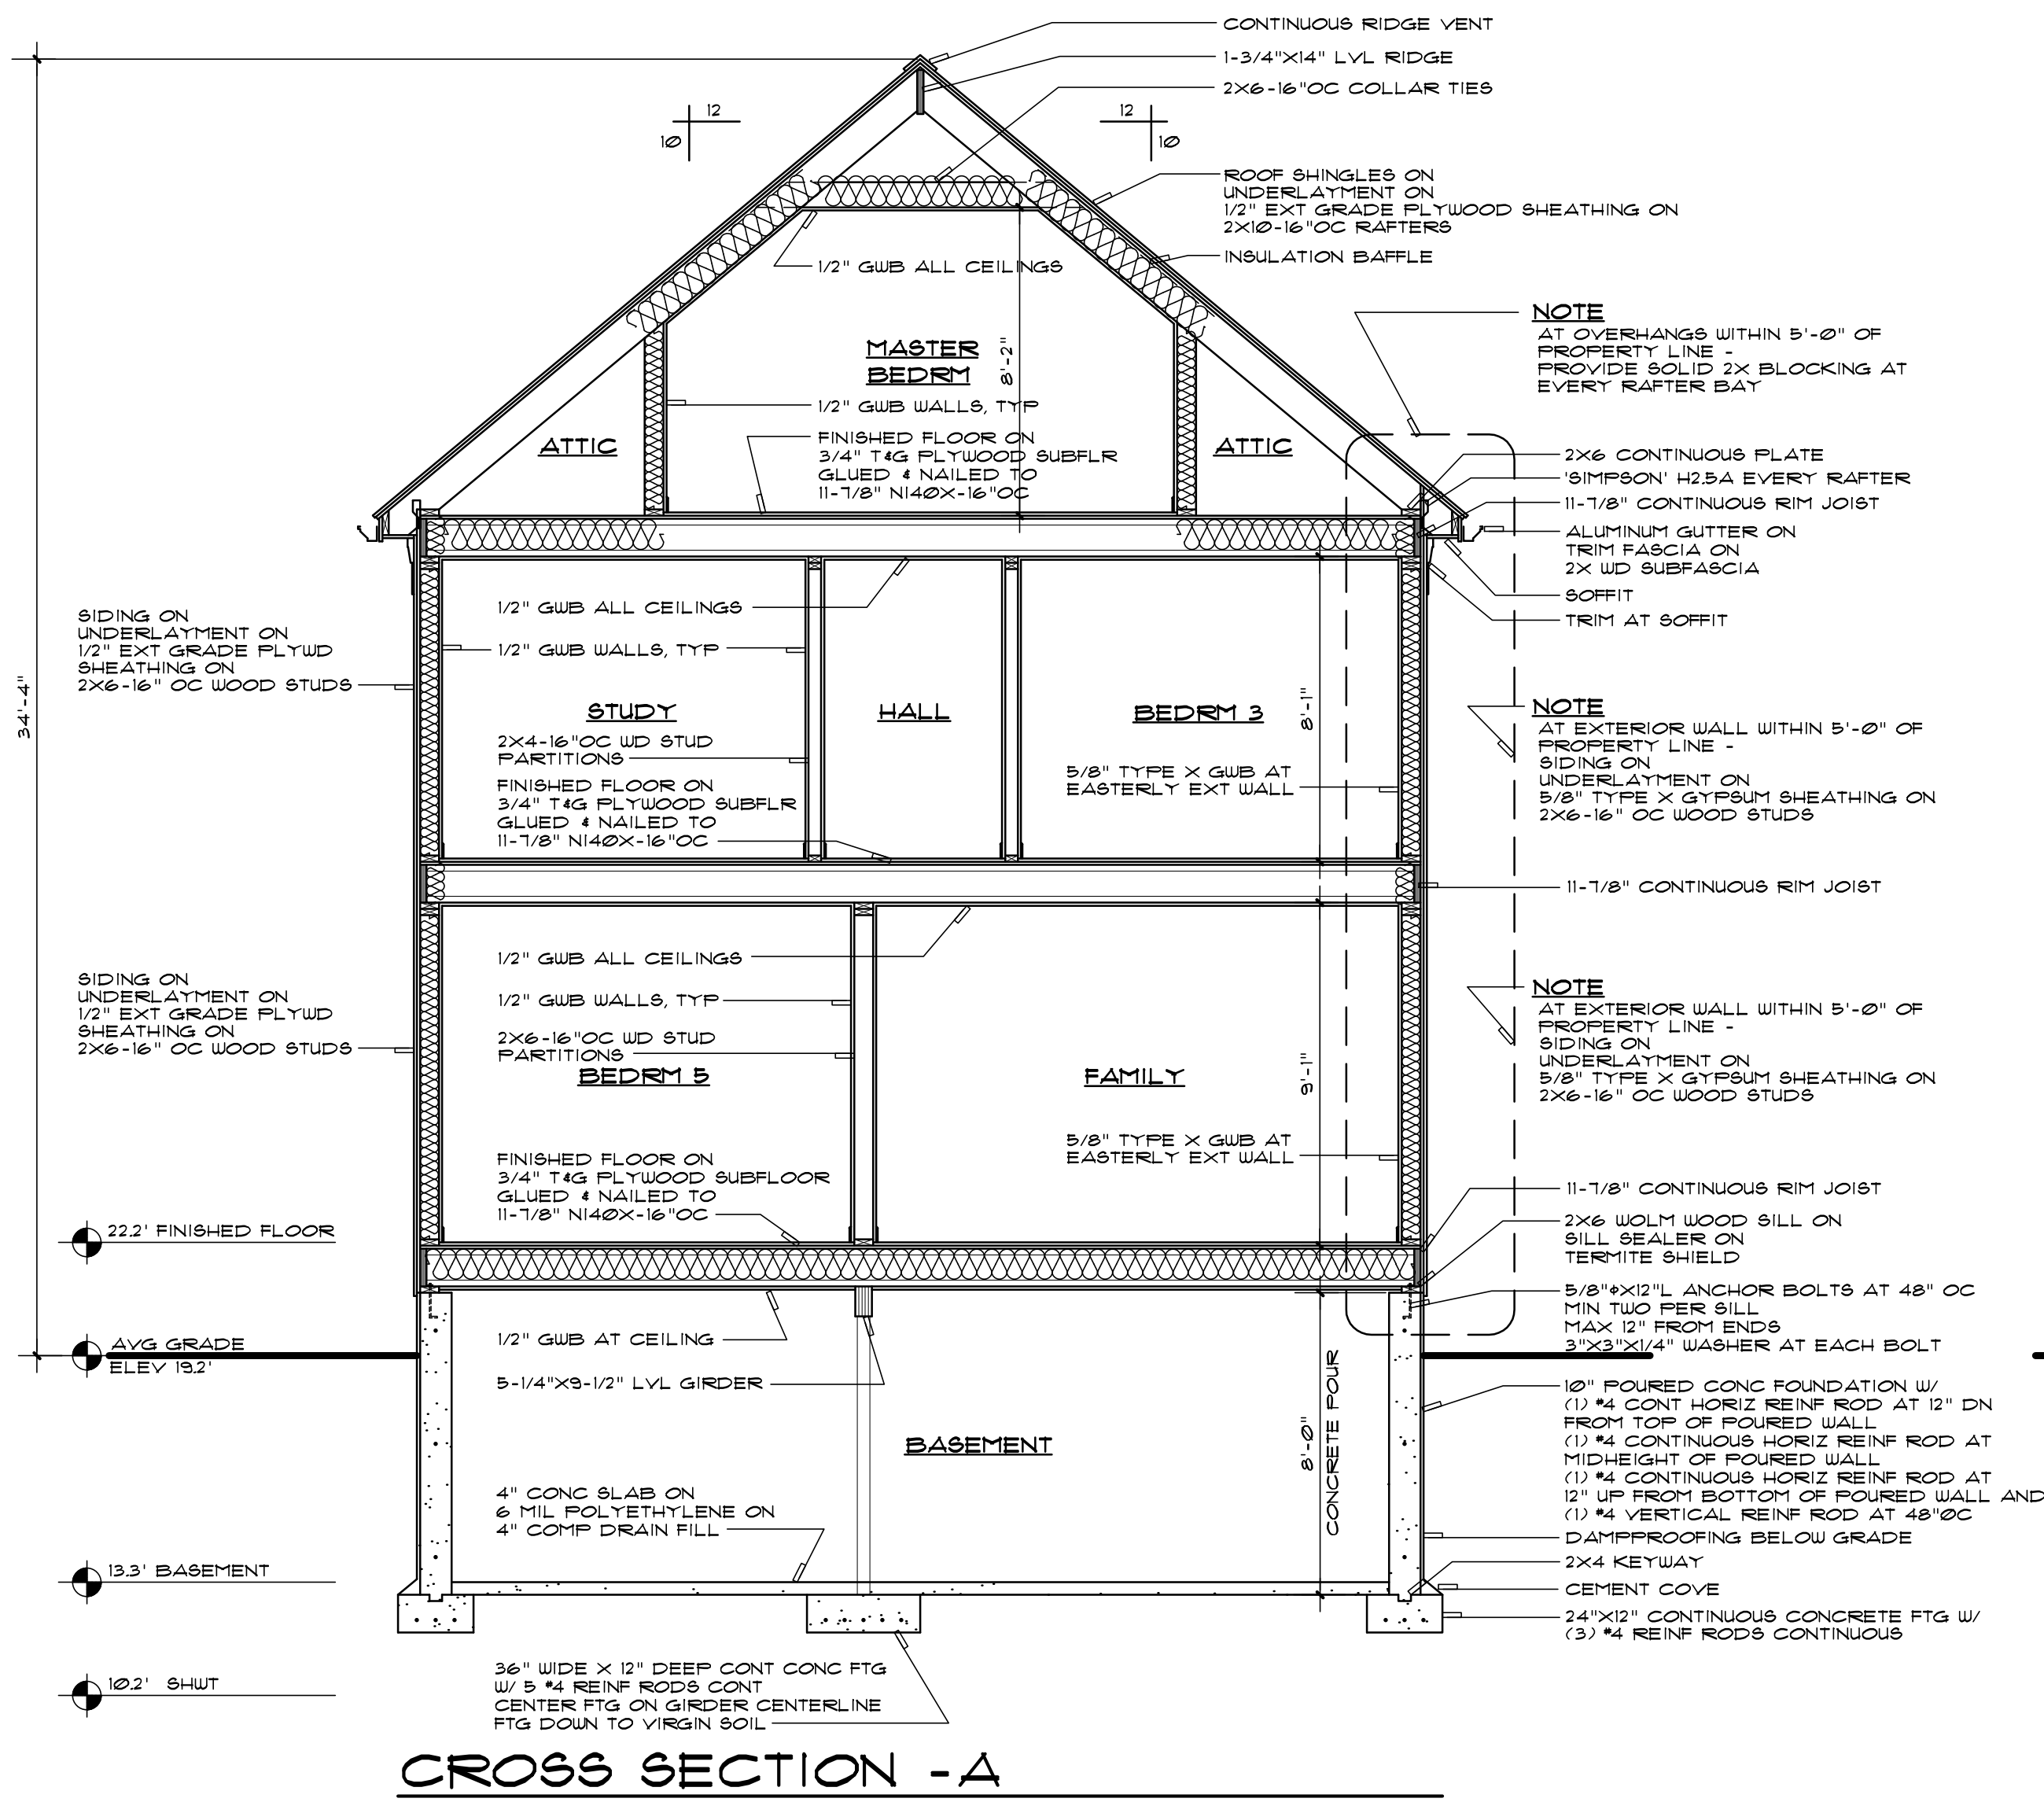 CONTINUOUS RIDGE VENT
1-3/4"X14" LVL RIDGE
2X6-16"OC COLLAR TIES
12
10
12
10
ROOF SHINGLES ON
UNDERLAYMENT ON
1/2" EXT GRADE PLYWOOD SHEATHING ON
2X10-16"OC RAFTERS
INSULATION BAFFLE
1/2" GWB ALL CEILINGS
NOTE
AT OVERHANGS WITHIN 5'-0" OF
PROPERTY LINE -
PROVIDE SOLID 2X BLOCKING AT
EVERY RAFTER BAY
MASTER
BEDRM
8'-2"
1/2" GWB WALLS, TYP
FINISHED FLOOR ON
3/4" T&G PLYWOOD SUBFLR
GLUED & NAILED TO
11-7/8" NI40X-16"OC
ATTIC
ATTIC
2X6 CONTINUOUS PLATE
'SIMPSON' H2.5A EVERY RAFTER
11-7/8" CONTINUOUS RIM JOIST
ALUMINUM GUTTER ON
TRIM FASCIA ON
2X WD SUBFASCIA
SOFFIT
TRIM AT SOFFIT
34'-4"
SIDING ON
UNDERLAYMENT ON
1/2" EXT GRADE PLYWD
SHEATHING ON
2X6-16" OC WOOD STUDS
1/2" GWB ALL CEILINGS
1/2" GWB WALLS, TYP
STUDY
HALL
BEDRM 3
8'-1"
2X4-16"OC WD STUD
PARTITIONS
FINISHED FLOOR ON
3/4" T&G PLYWOOD SUBFLR
GLUED & NAILED TO
11-7/8" NI40X-16"OC
5/8" TYPE X GWB AT
EASTERLY EXT WALL
NOTE
AT EXTERIOR WALL WITHIN 5'-0" OF
PROPERTY LINE -
SIDING ON
UNDERLAYMENT ON
5/8" TYPE X GYPSUM SHEATHING ON
2X6-16" OC WOOD STUDS
11-7/8" CONTINUOUS RIM JOIST
SIDING ON
UNDERLAYMENT ON
1/2" EXT GRADE PLYWD
SHEATHING ON
2X6-16" OC WOOD STUDS
1/2" GWB ALL CEILINGS
1/2" GWB WALLS, TYP
2X6-16"OC WD STUD
PARTITIONS
BEDRM 5
FAMILY
9'-1"
NOTE
AT EXTERIOR WALL WITHIN 5'-0" OF
PROPERTY LINE -
SIDING ON
UNDERLAYMENT ON
5/8" TYPE X GYPSUM SHEATHING ON
2X6-16" OC WOOD STUDS
5/8" TYPE X GWB AT
EASTERLY EXT WALL
FINISHED FLOOR ON
3/4" T&G PLYWOOD SUBFLOOR
GLUED & NAILED TO
11-7/8" NI40X-16"OC
11-7/8" CONTINUOUS RIM JOIST
2X6 WOLM WOOD SILL ON
SILL SEALER ON
TERMITE SHIELD
22.2' FINISHED FLOOR
5/8"ΦX12"L ANCHOR BOLTS AT 48" OC
MIN TWO PER SILL
MAX 12" FROM ENDS
3"X3"X1/4" WASHER AT EACH BOLT
AVG GRADE
ELEV 19.2'
1/2" GWB AT CEILING
5-1/4"X9-1/2" LVL GIRDER
BASEMENT
8'-0"
CONCRETE POUR
10" POURED CONC FOUNDATION W/
(1) #4 CONT HORIZ REINF ROD AT 12" DN
FROM TOP OF POURED WALL
(1) #4 CONTINUOUS HORIZ REINF ROD AT
MIDHEIGHT OF POURED WALL
(1) #4 CONTINUOUS HORIZ REINF ROD AT
12" UP FROM BOTTOM OF POURED WALL AND
(1) #4 VERTICAL REINF ROD AT 48"OC
DAMPPROOFING BELOW GRADE
2X4 KEYWAY
CEMENT COVE
24"X12" CONTINUOUS CONCRETE FTG W/
(3) #4 REINF RODS CONTINUOUS
4" CONC SLAB ON
6 MIL POLYETHYLENE ON
4" COMP DRAIN FILL
13.3' BASEMENT
10.2' SHWT
36" WIDE X 12" DEEP CONT CONC FTG
W/ 5 #4 REINF RODS CONT
CENTER FTG ON GIRDER CENTERLINE
FTG DOWN TO VIRGIN SOIL
CROSS SECTION -A